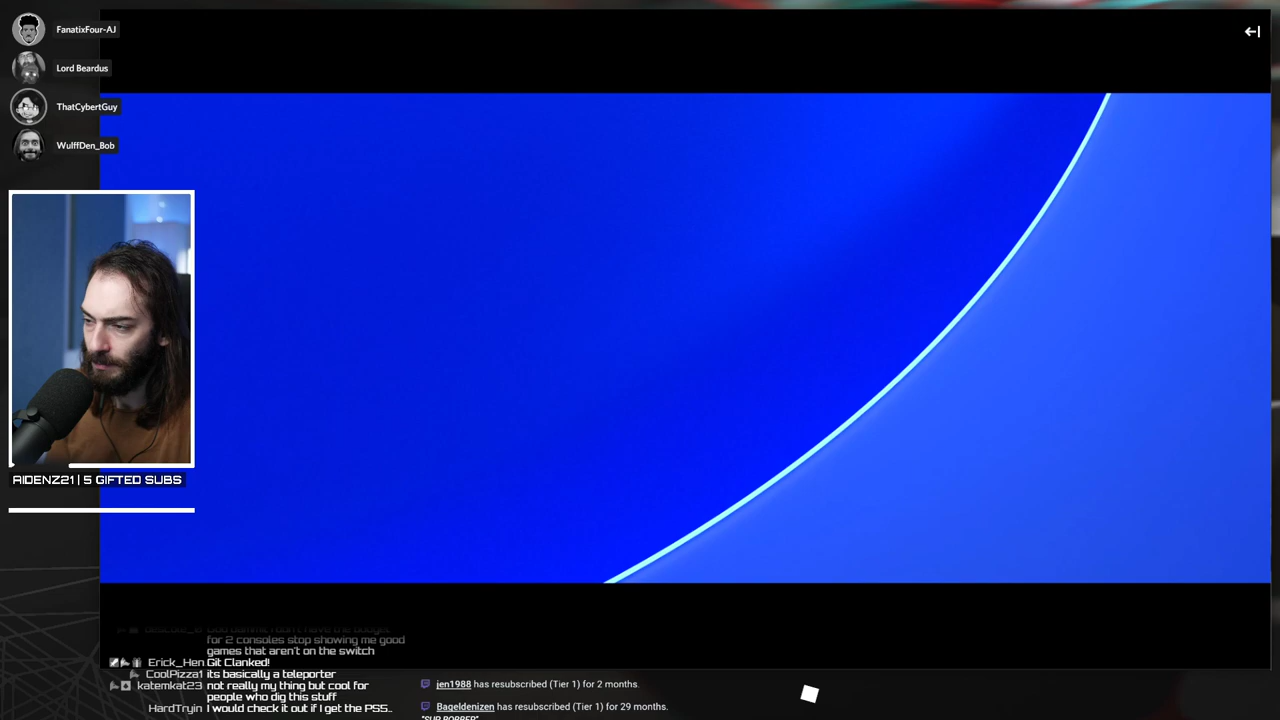 FanatixFour-AJ
Lord Beardus
ThatCybertGuy
WulffDen_Bob
AIDENZ21 | 5 GIFTED SUBS
for 2 consoles stop showing me good
games that aren't on the switch
Erick_Hen Git Clanked!
CoolPizza1 its basically a teleporter
katemkat23 not really my thing but cool for
people who dig this stuff
HardTryin I would check it out if I get the PS5..
jen1988 has resubscribed (Tier 1) for 2 months.
Bageldenizen has resubscribed (Tier 1) for 29 months.
"SUB BOBBER"